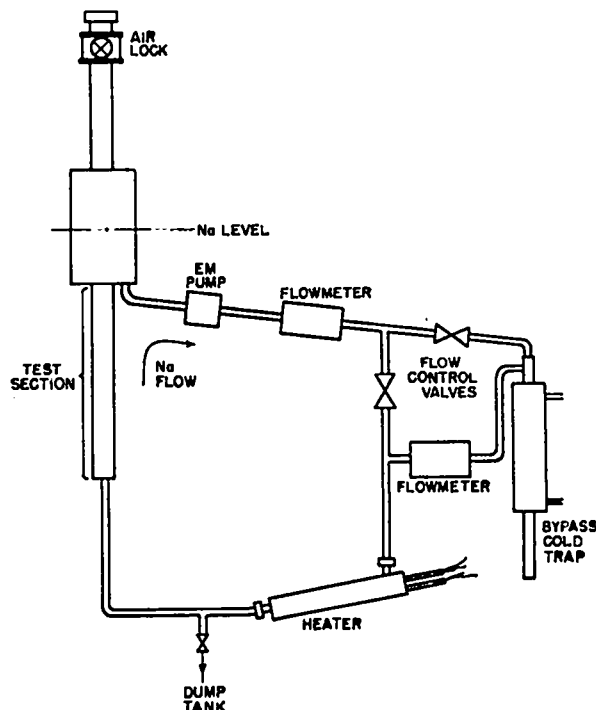 AIR
LOCK
Na LEVEL
EM
PUMP
FLOWMETER
TEST
SECTION
Na
FLOW
FLOW
CONTROL
VALVES
FLOWMETER
BYPASS
COLD
TRAP
HEATER
DUMP
TANK